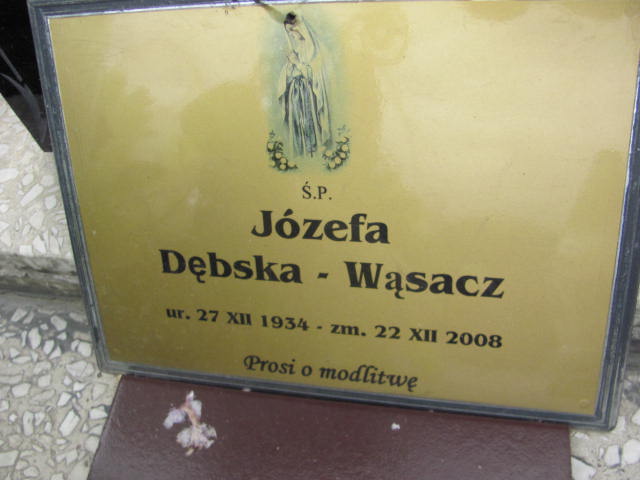 Ś.P.
Józefa
Dębska - Wąsacz
ur. 27 XII 1934 - zm. 22 XII 2008
Prosi o modlitwę